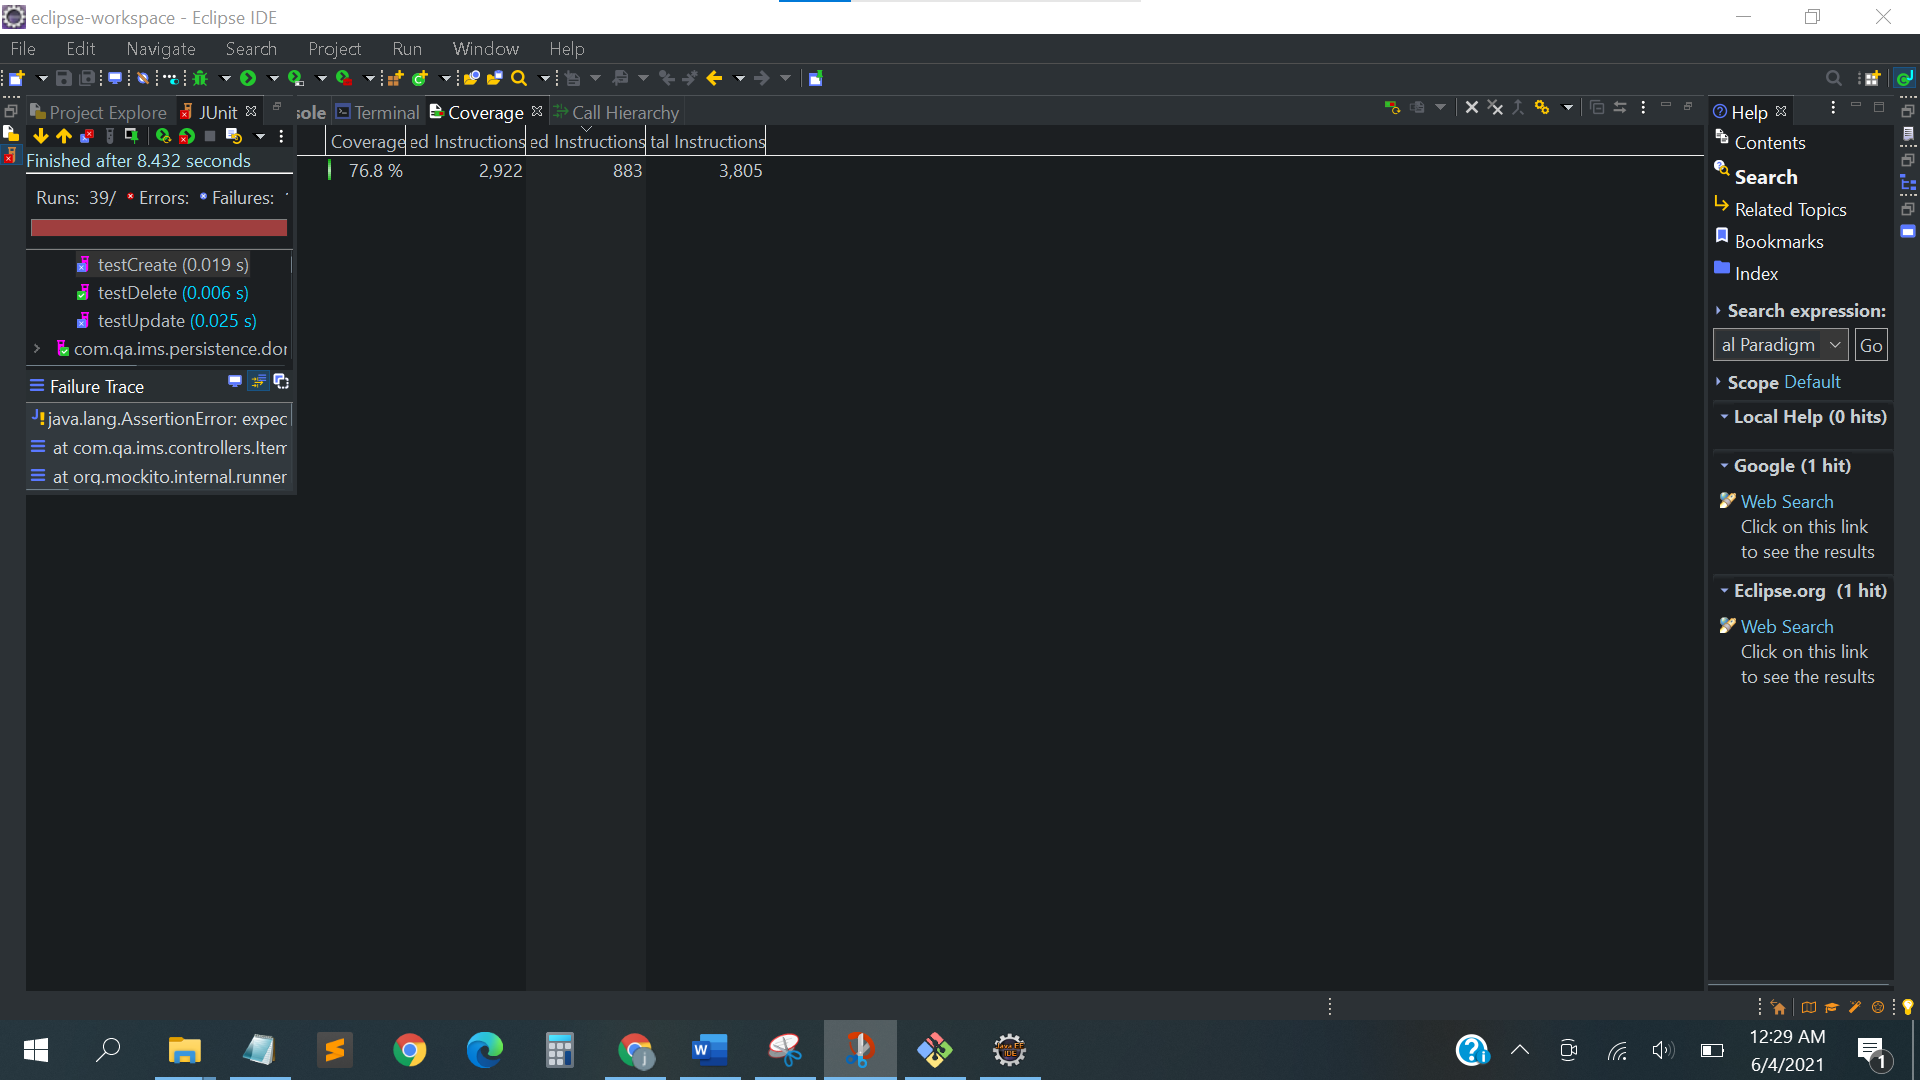 eclipse-workspace - Eclipse IDE
File Edit Navigate Search Project Run Window Help
Project Explore JUnit sole Terminal Coverage Call Hierarchy
Finished after 8.432 seconds
Runs: 39/ Errors: Failures:
testCreate (0.019 s)
testDelete (0.006 s)
testUpdate (0.025 s)
com.qa.ims.persistence.dor
Failure Trace
java.lang.AssertionError: expec
at com.qa.ims.controllers.Item
at org.mockito.internal.runner
Coverage ed Instructions ed Instructions tal Instructions
76.8 % 2,922 883 3,805
Help
Contents
Search
Related Topics
Bookmarks
Index
Search expression:
al Paradigm Go
Scope Default
Local Help (0 hits)
Google (1 hit)
Web Search
Click on this link
to see the results
Eclipse.org (1 hit)
Web Search
Click on this link
to see the results
12:29 AM
6/4/2021
1